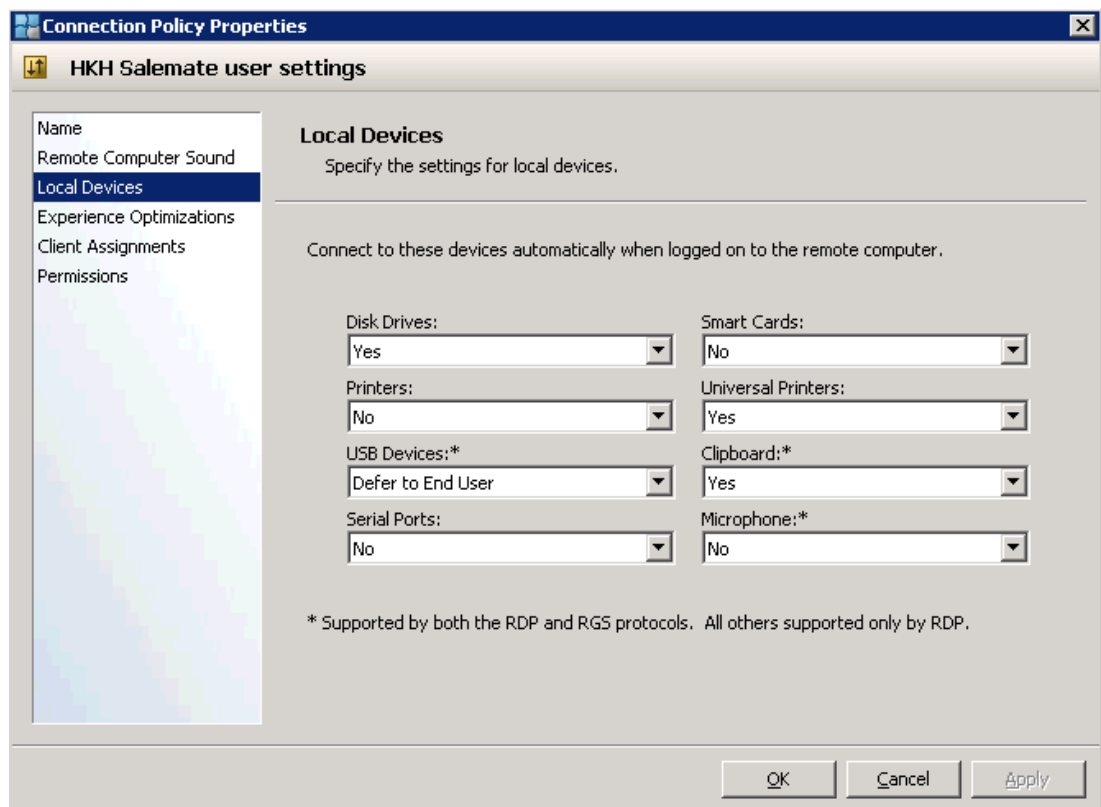 Connection Policy Properties
HKH Salemate user settings
Name
Remote Computer Sound
Local Devices
Experience Optimizations
Client Assignments
Permissions
Local Devices
Specify the settings for local devices.
Connect to these devices automatically when logged on to the remote computer.
Disk Drives:
Yes
Smart Cards:
No
Printers:
No
Universal Printers:
Yes
USB Devices:*
Defer to End User
Clipboard:*
Yes
Serial Ports:
No
Microphone:*
No
* Supported by both the RDP and RGS protocols. All others supported only by RDP.
OK
Cancel
Apply